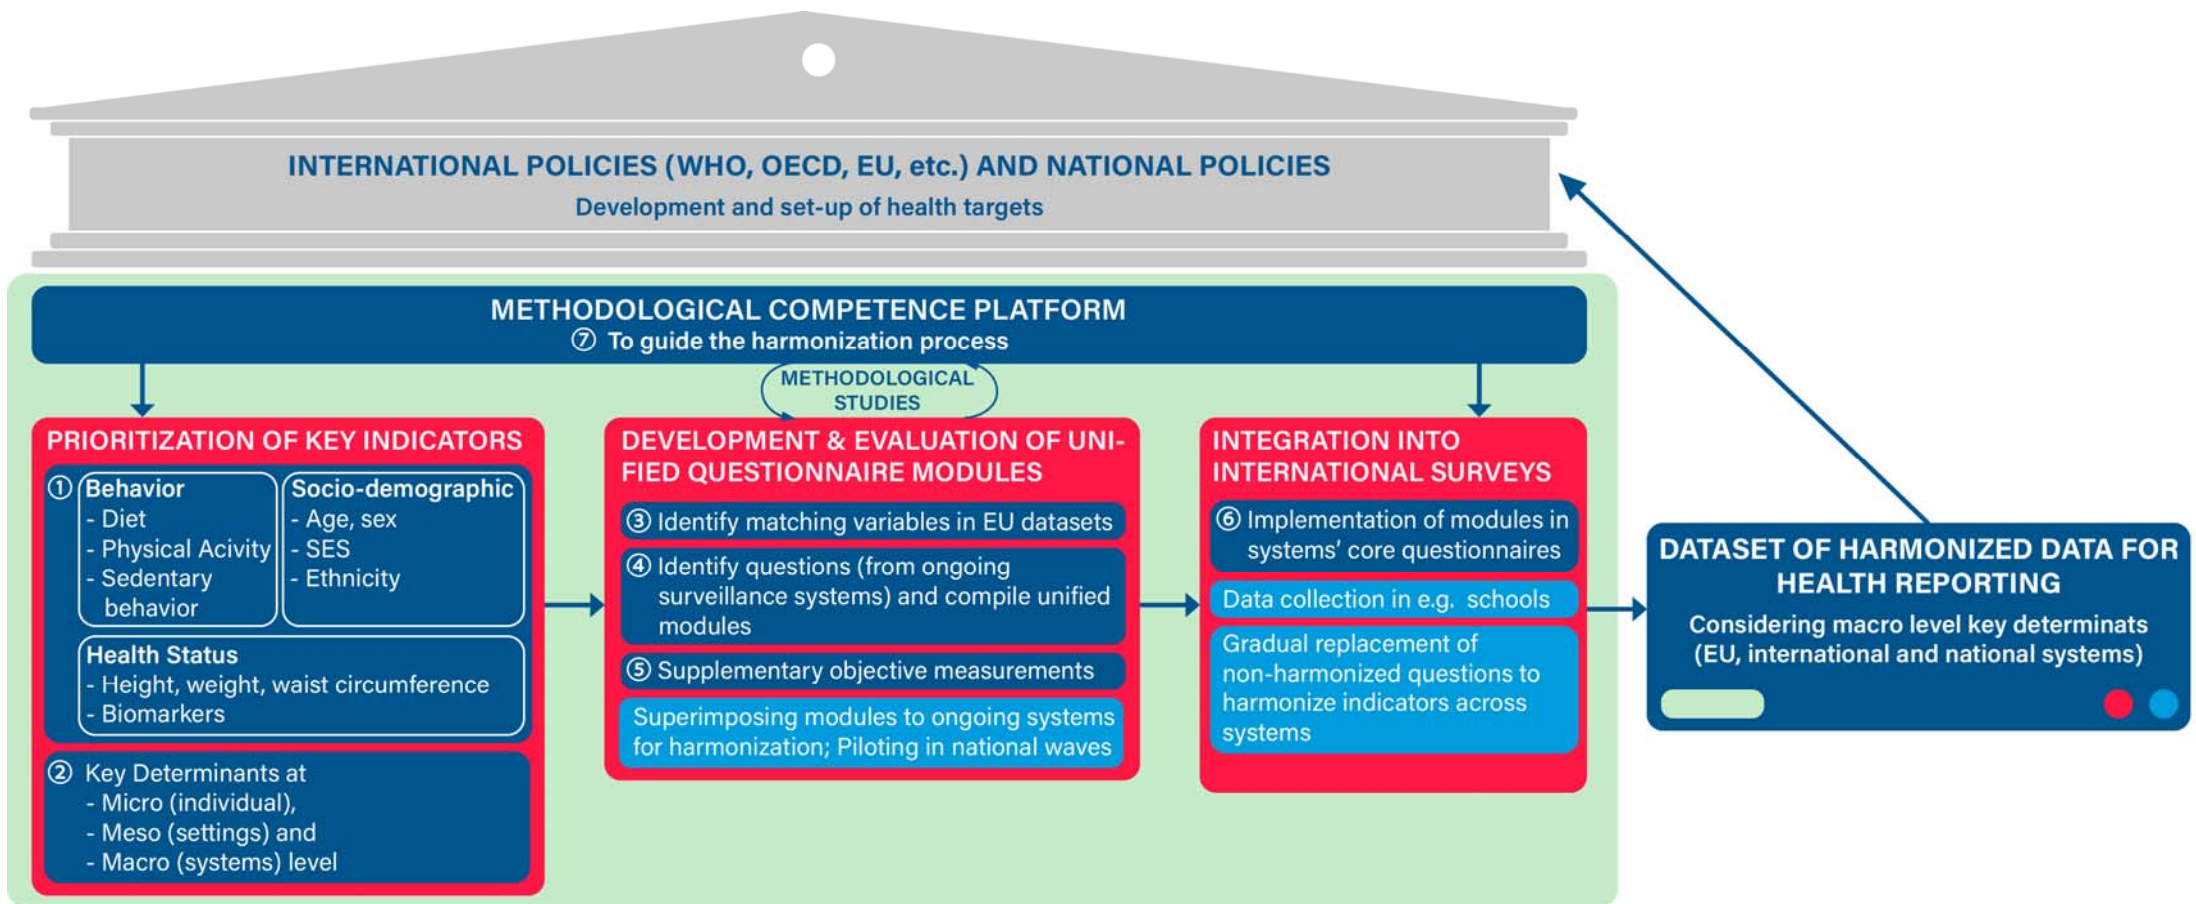 INTERNATIONAL POLICIES (WHO, OECD, EU, etc.) AND NATIONAL POLICIES
Development and set-up of health targets
METHODOLOGICAL COMPETENCE PLATFORM
⑦ To guide the harmonization process
METHODOLOGICAL
STUDIES
PRIORITIZATION OF KEY INDICATORS
① Behavior
- Diet
- Physical Acivity
- Sedentary
behavior
Socio-demographic
- Age, sex
- SES
- Ethnicity
Health Status
- Height, weight, waist circumference
- Biomarkers
② Key Determinants at
- Micro (individual),
- Meso (settings) and
- Macro (systems) level
DEVELOPMENT & EVALUATION OF UNI-
FIED QUESTIONNAIRE MODULES
③ Identify matching variables in EU datasets
④ Identify questions (from ongoing
surveillance systems) and compile unified
modules
⑤ Supplementary objective measurements
Superimposing modules to ongoing systems
for harmonization; Piloting in national waves
INTEGRATION INTO
INTERNATIONAL SURVEYS
⑥ Implementation of modules in
systems’ core questionnaires
Data collection in e.g. schools
Gradual replacement of
non-harmonized questions to
harmonize indicators across
systems
DATASET OF HARMONIZED DATA FOR
HEALTH REPORTING
Considering macro level key determinats
(EU, international and national systems)